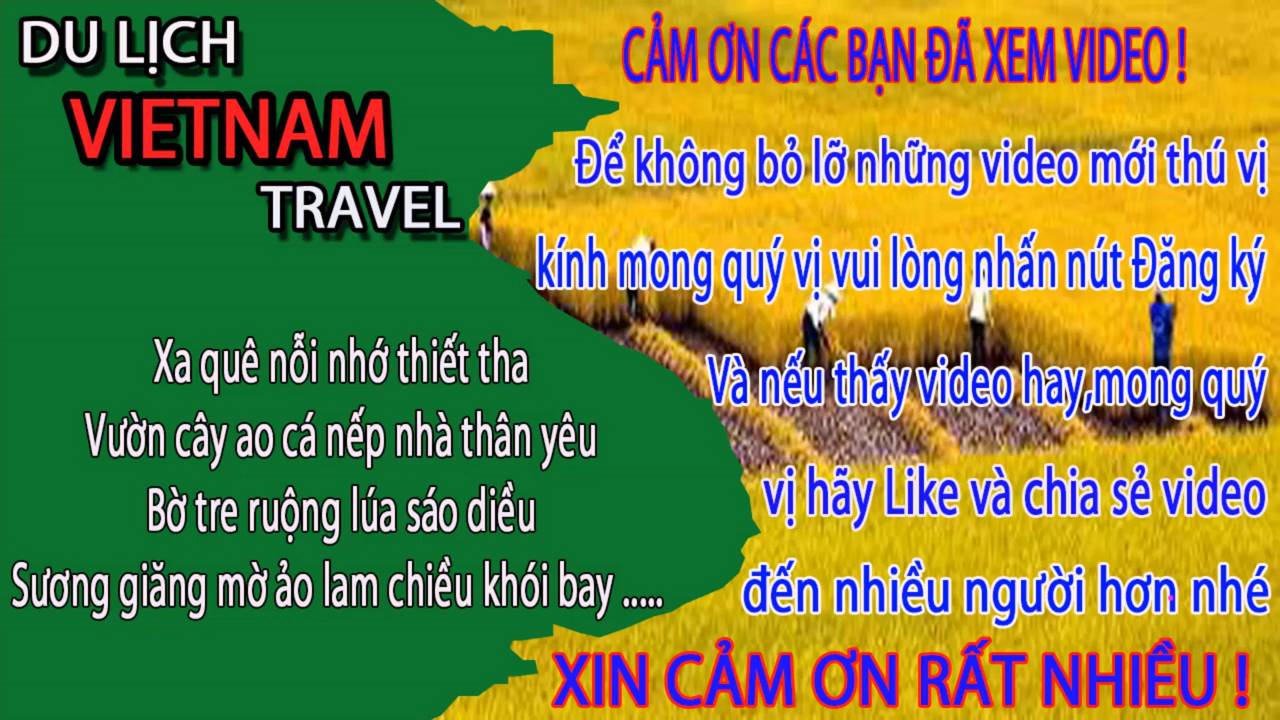 DU LỊCH
VIETNAM
TRAVEL
Xa quê nỗi nhớ thiết tha
Vườn cây ao cá nếp nhà thân yêu
Bờ tre ruộng lúa sáo diều
Sương giăng mờ ảo lam chiều khói bay .....
CẢM ƠN CÁC BẠN ĐÃ XEM VIDEO !
Để không bỏ lỡ những video mới thú vị
kính mong quý vị vui lòng nhấn nút Đăng ký
Và nếu thấy video hay,mong quý
vị hãy Like và chia sẻ video
đến nhiều người hơn nhé
XIN CẢM ƠN RẤT NHIỀU !